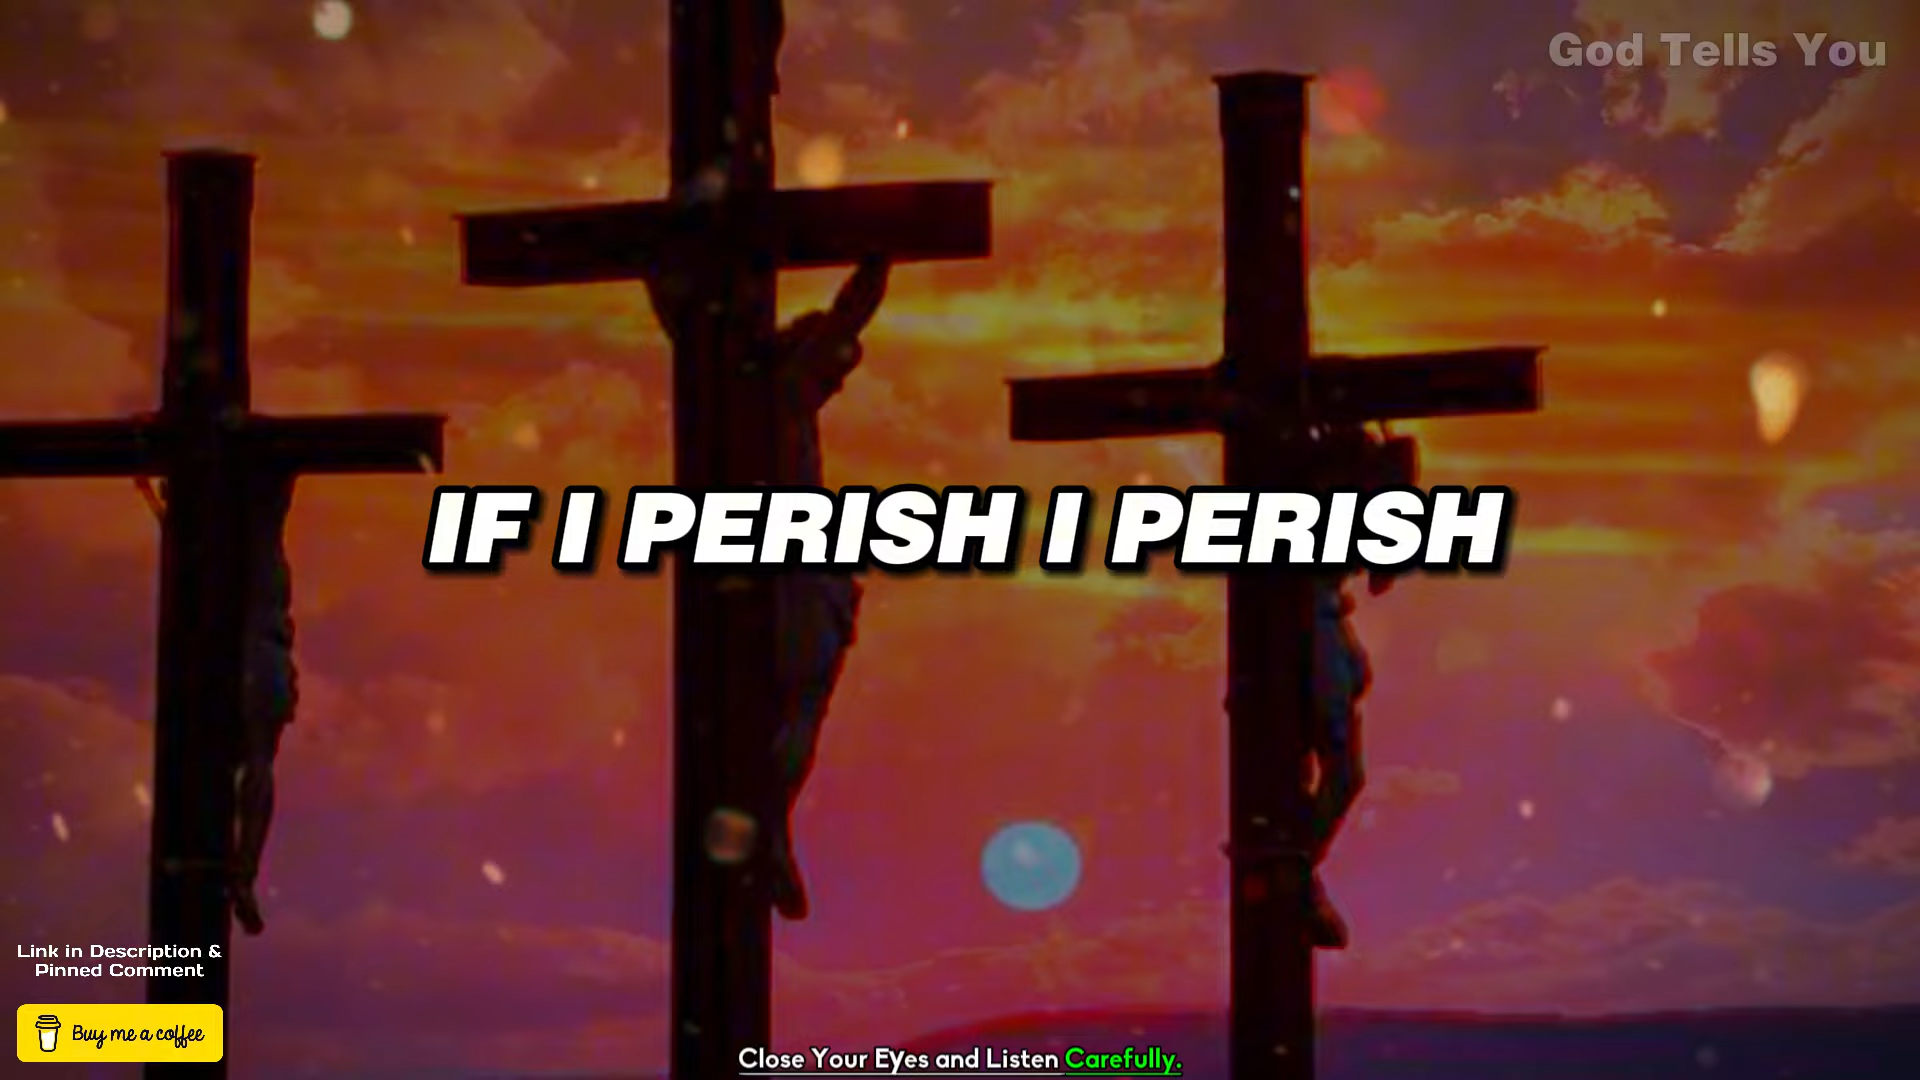 God Tells You
IF I PERISH I PERISH
Link in Description &
Pinned Comment
Buy me a coffee
Close Your Eyes and Listen Carefully.